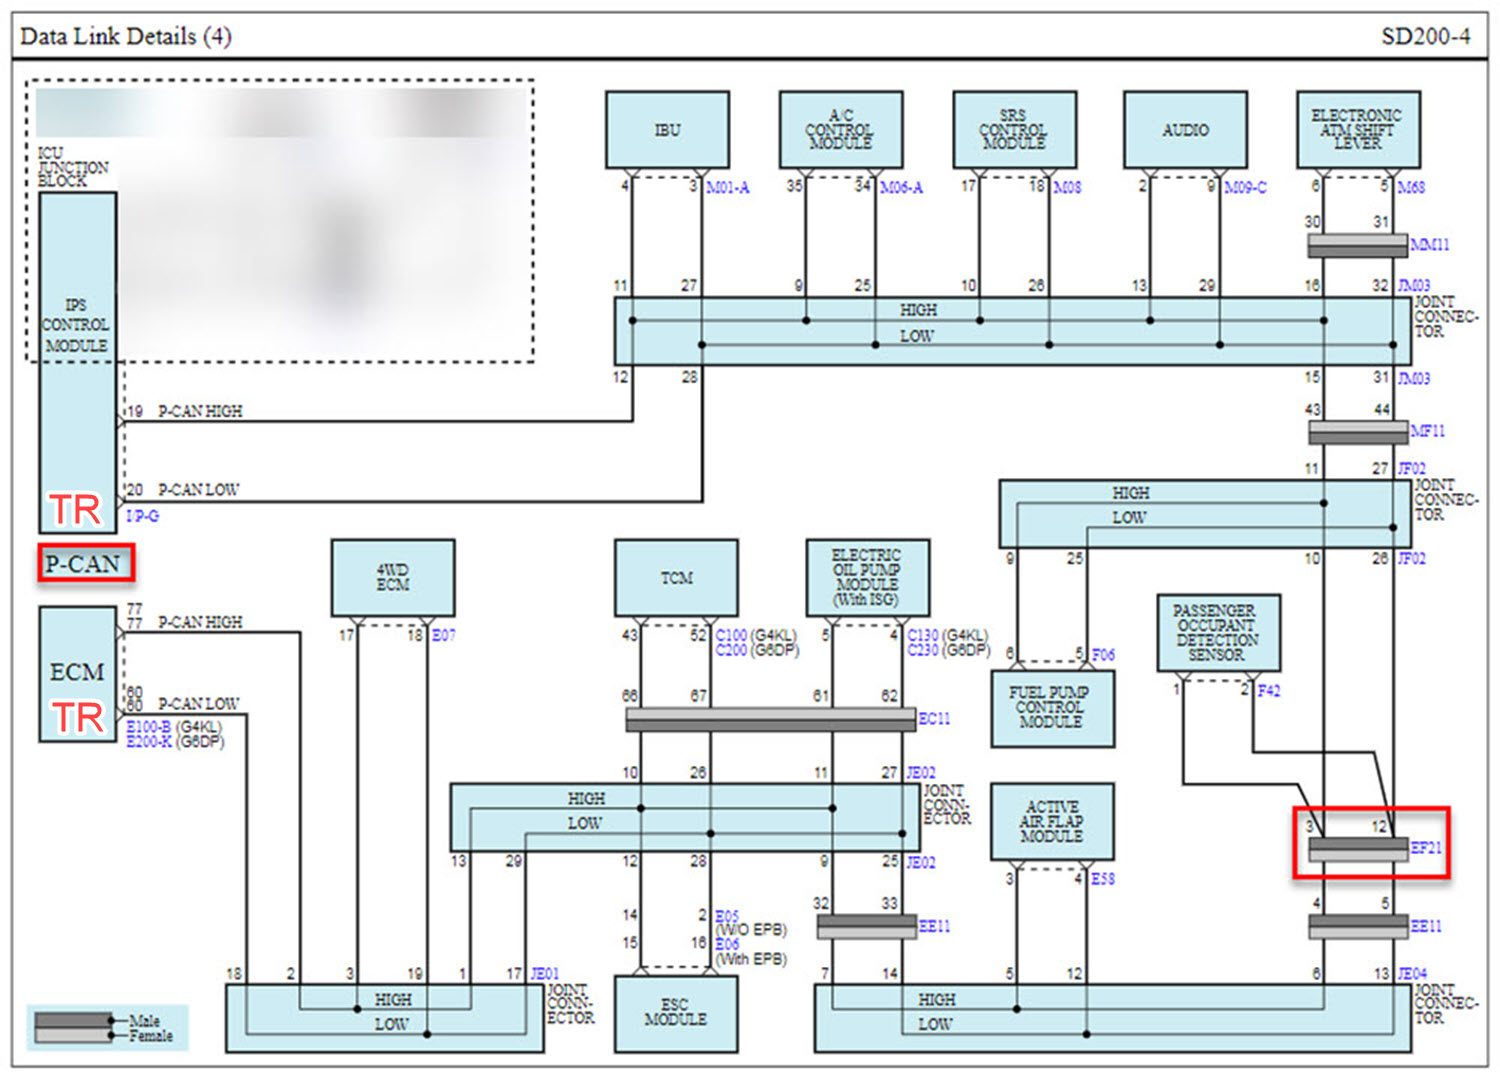 Data Link Details (4)
SD200-4
ICU
JUNCTION
BLOCK
IPS
CONTROL
MODULE
19 P-CAN HIGH
20 P-CAN LOW
TR
I/P-G
P-CAN
IBU
4 3 M01-A
A/C
CONTROL
MODULE
35 34 M06-A
SRS
CONTROL
MODULE
17 18 M08
AUDIO
2 9 M09-C
ELECTRONIC
ATM SHIFT
LEVER
6 5 M68
30 31
MM11
11 27 9 25 10 26 13 29 16 32 JM03
HIGH
LOW
JOINT
CONNEC-
TOR
12 28 15 31 JM03
43 44
MF11
11 27 JF02
HIGH
LOW
JOINT
CONNEC-
TOR
9 25 10 26 JF02
6 5 F06
FUEL PUMP
CONTROL
MODULE
PASSENGER
OCCUPANT
DETECTION
SENSOR
1 2 F42
3 12
EF21
4 5
EE11
ECM
TR
77
77 P-CAN HIGH
60
60 P-CAN LOW
E100-B (G4KL)
E200-K (G6DP)
4WD
ECM
17 18 E07
TCM
43 52 C100 (G4KL)
C200 (G6DP)
ELECTRIC
OIL PUMP
MODULE
(With ISG)
5 4 C130 (G4KL)
C230 (G6DP)
66 67 61 62
EC11
10 26 11 27 JE02
HIGH
LOW
JOINT
CONN-
ECTOR
13 29 12 28 9 25 JE02
14 2 E05
(W/O EPB)
15 16 E06
(With EPB)
ESC
MODULE
32 33
EE11
ACTIVE
AIR FLAP
MODULE
3 4 E58
18 2 3 19 1 17 JE01
HIGH
LOW
JOINT
CONN-
ECTOR
7 14 5 12 6 13 JE04
HIGH
LOW
JOINT
CONNEC-
TOR
Male
Female